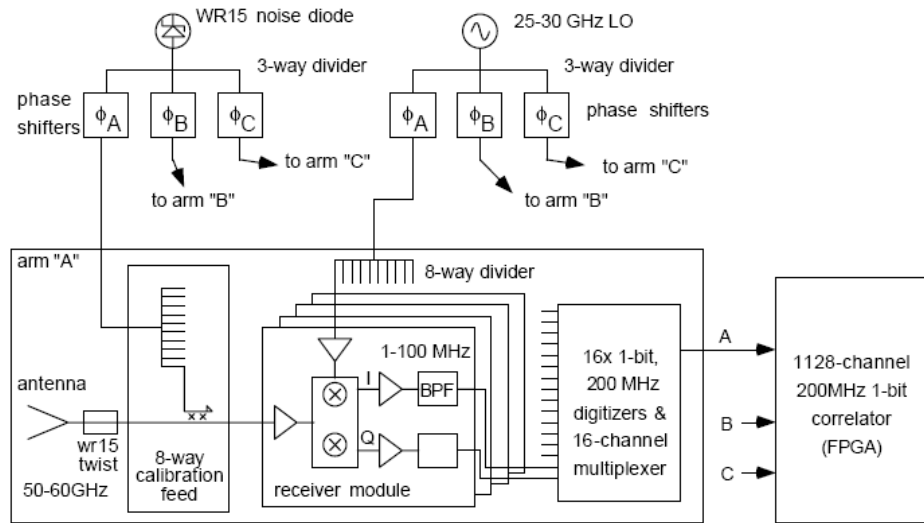 WR15 noise diode
25-30 GHz LO
3-way divider
3-way divider
phase
shifters
ϕA
ϕB
ϕC
ϕA
ϕB
ϕC
phase shifters
to arm "C"
to arm "B"
to arm "C"
to arm "B"
arm "A"
8-way divider
antenna
wr15
twist
50-60GHz
8-way
calibration
feed
1-100 MHz
I
BPF
Q
receiver module
16x 1-bit,
200 MHz
digitizers &
16-channel
multiplexer
A
B
C
1128-channel
200MHz 1-bit
correlator
(FPGA)